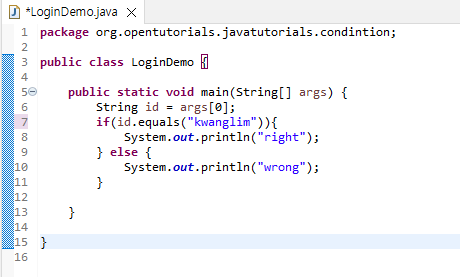 *LoginDemo.java
1 package org.opentutorials.javatutorials.condintion;
2
3 public class LoginDemo {
4
5 public static void main(String[] args) {
6 String id = args[0];
7 if(id.equals("kwanglim")){
8 System.out.println("right");
9 } else {
10 System.out.println("wrong");
11 }
12
13 }
14
15 }
16